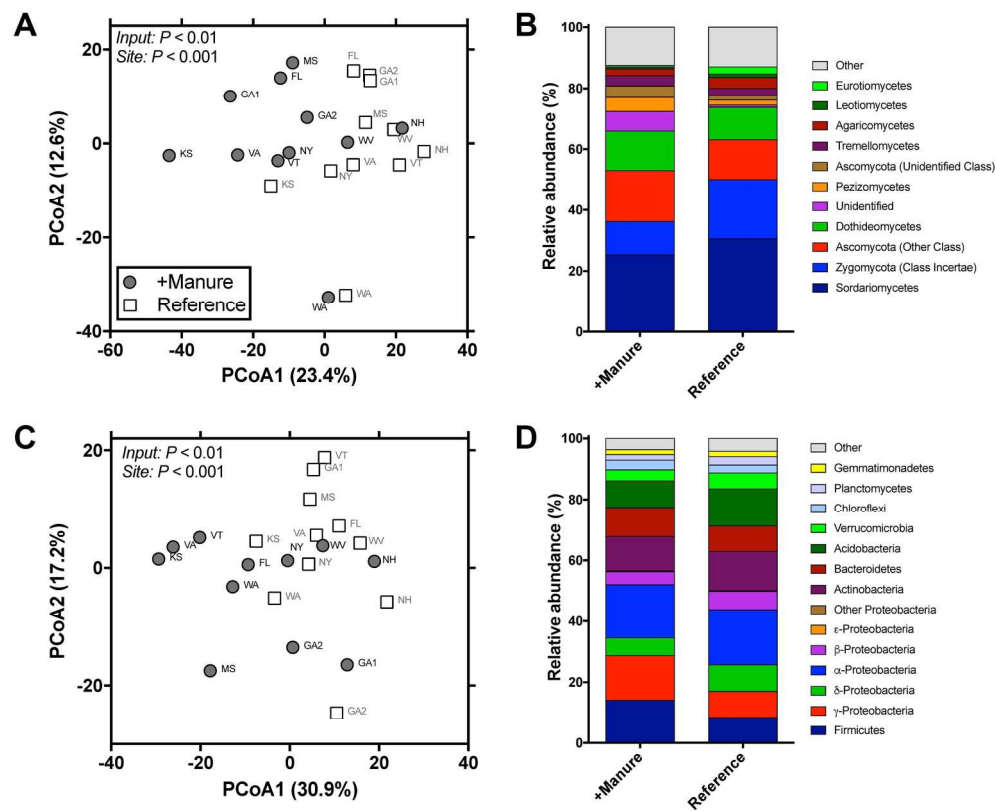 A
Input: P < 0.01
Site: P < 0.001
20
0
-20
-40
PCoA2 (12.6%)
MS
FL
GA1
GA2
KS
VA
NY
VT
WV
NH
WA
FL
GA2
GA1
MS
WV
NH
VT
VA
NY
KS
WA
+Manure
Reference
-60
-40
-20
0
20
40
PCoA1 (23.4%)
B
100
80
60
40
20
0
Relative abundance (%)
+Manure
Reference
Other
Eurotiomycetes
Leotiomycetes
Agaricomycetes
Tremellomycetes
Ascomycota (Unidentified Class)
Pezizomycetes
Unidentified
Dothideomycetes
Ascomycota (Other Class)
Zygomycota (Class Incertae)
Sordariomycetes
C
Input: P < 0.01
Site: P < 0.001
20
0
-20
PCoA2 (17.2%)
VT
VA
KS
FL
WA
NY
WV
NH
GA2
GA1
MS
VT
GA1
MS
FL
VA
KS
WV
NY
WA
NH
GA2
-40
-20
0
20
40
PCoA1 (30.9%)
D
100
80
60
40
20
0
Relative abundance (%)
+Manure
Reference
Other
Gemmatimonadetes
Planctomycetes
Chloroflexi
Verrucomicrobia
Acidobacteria
Bacteroidetes
Actinobacteria
Other Proteobacteria
ε-Proteobacteria
β-Proteobacteria
α-Proteobacteria
δ-Proteobacteria
γ-Proteobacteria
Firmicutes